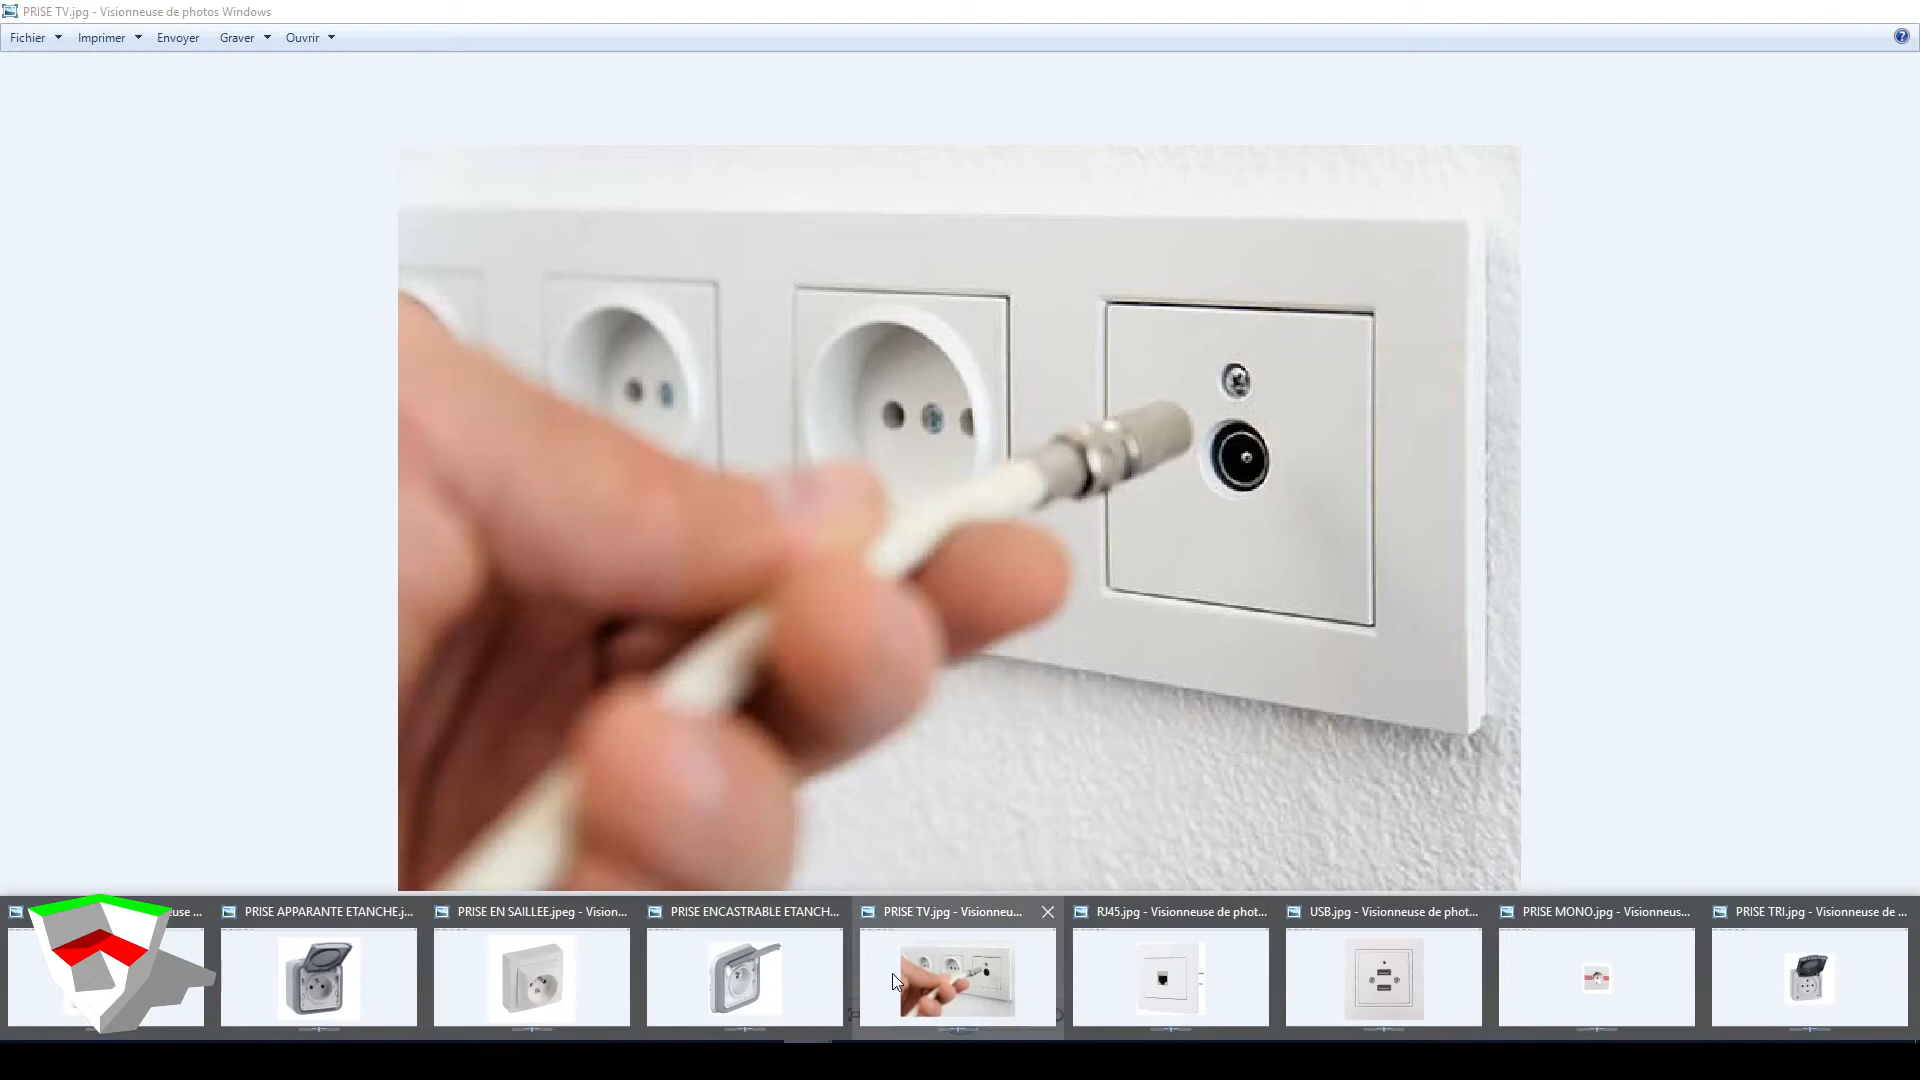 PRISE TV.jpg - Visionneuse de photos Windows
Fichier Imprimer Envoyer Graver Ouvrir
use ...
PRISE APPARANTE ETANCHE.j...
PRISE EN SAILLEE.jpeg - Vision...
PRISE ENCASTRABLE ETANCH...
PRISE TV.jpg - Visionneu...
RJ45.jpg - Visionneuse de phot...
USB.jpg - Visionneuse de phot...
PRISE MONO.jpg - Visionneus...
PRISE TRI.jpg - Visionneuse de ...